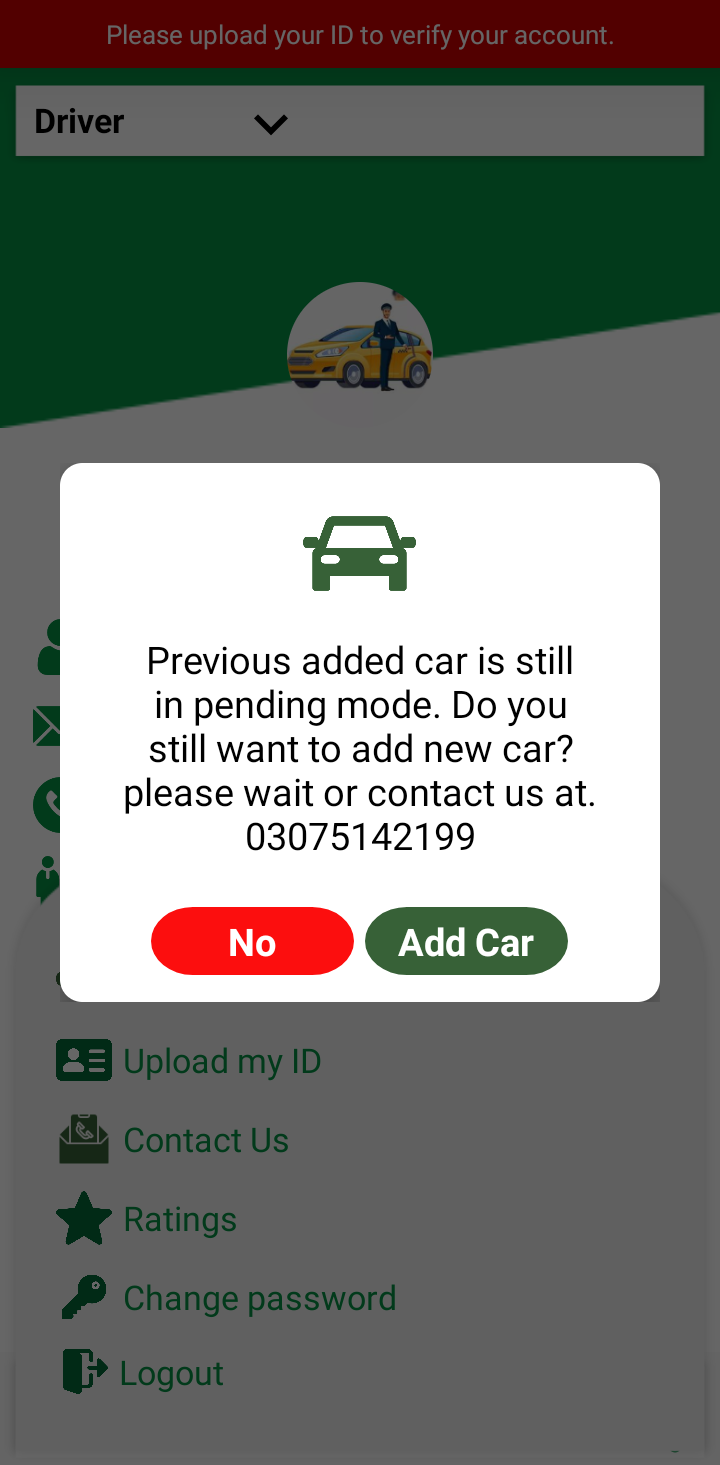 Please upload your ID to verify your account.
Driver
Previous added car is still
in pending mode. Do you
still want to add new car?
please wait or contact us at.
03075142199
No
Add Car
Upload my ID
Contact Us
Ratings
Change password
Logout